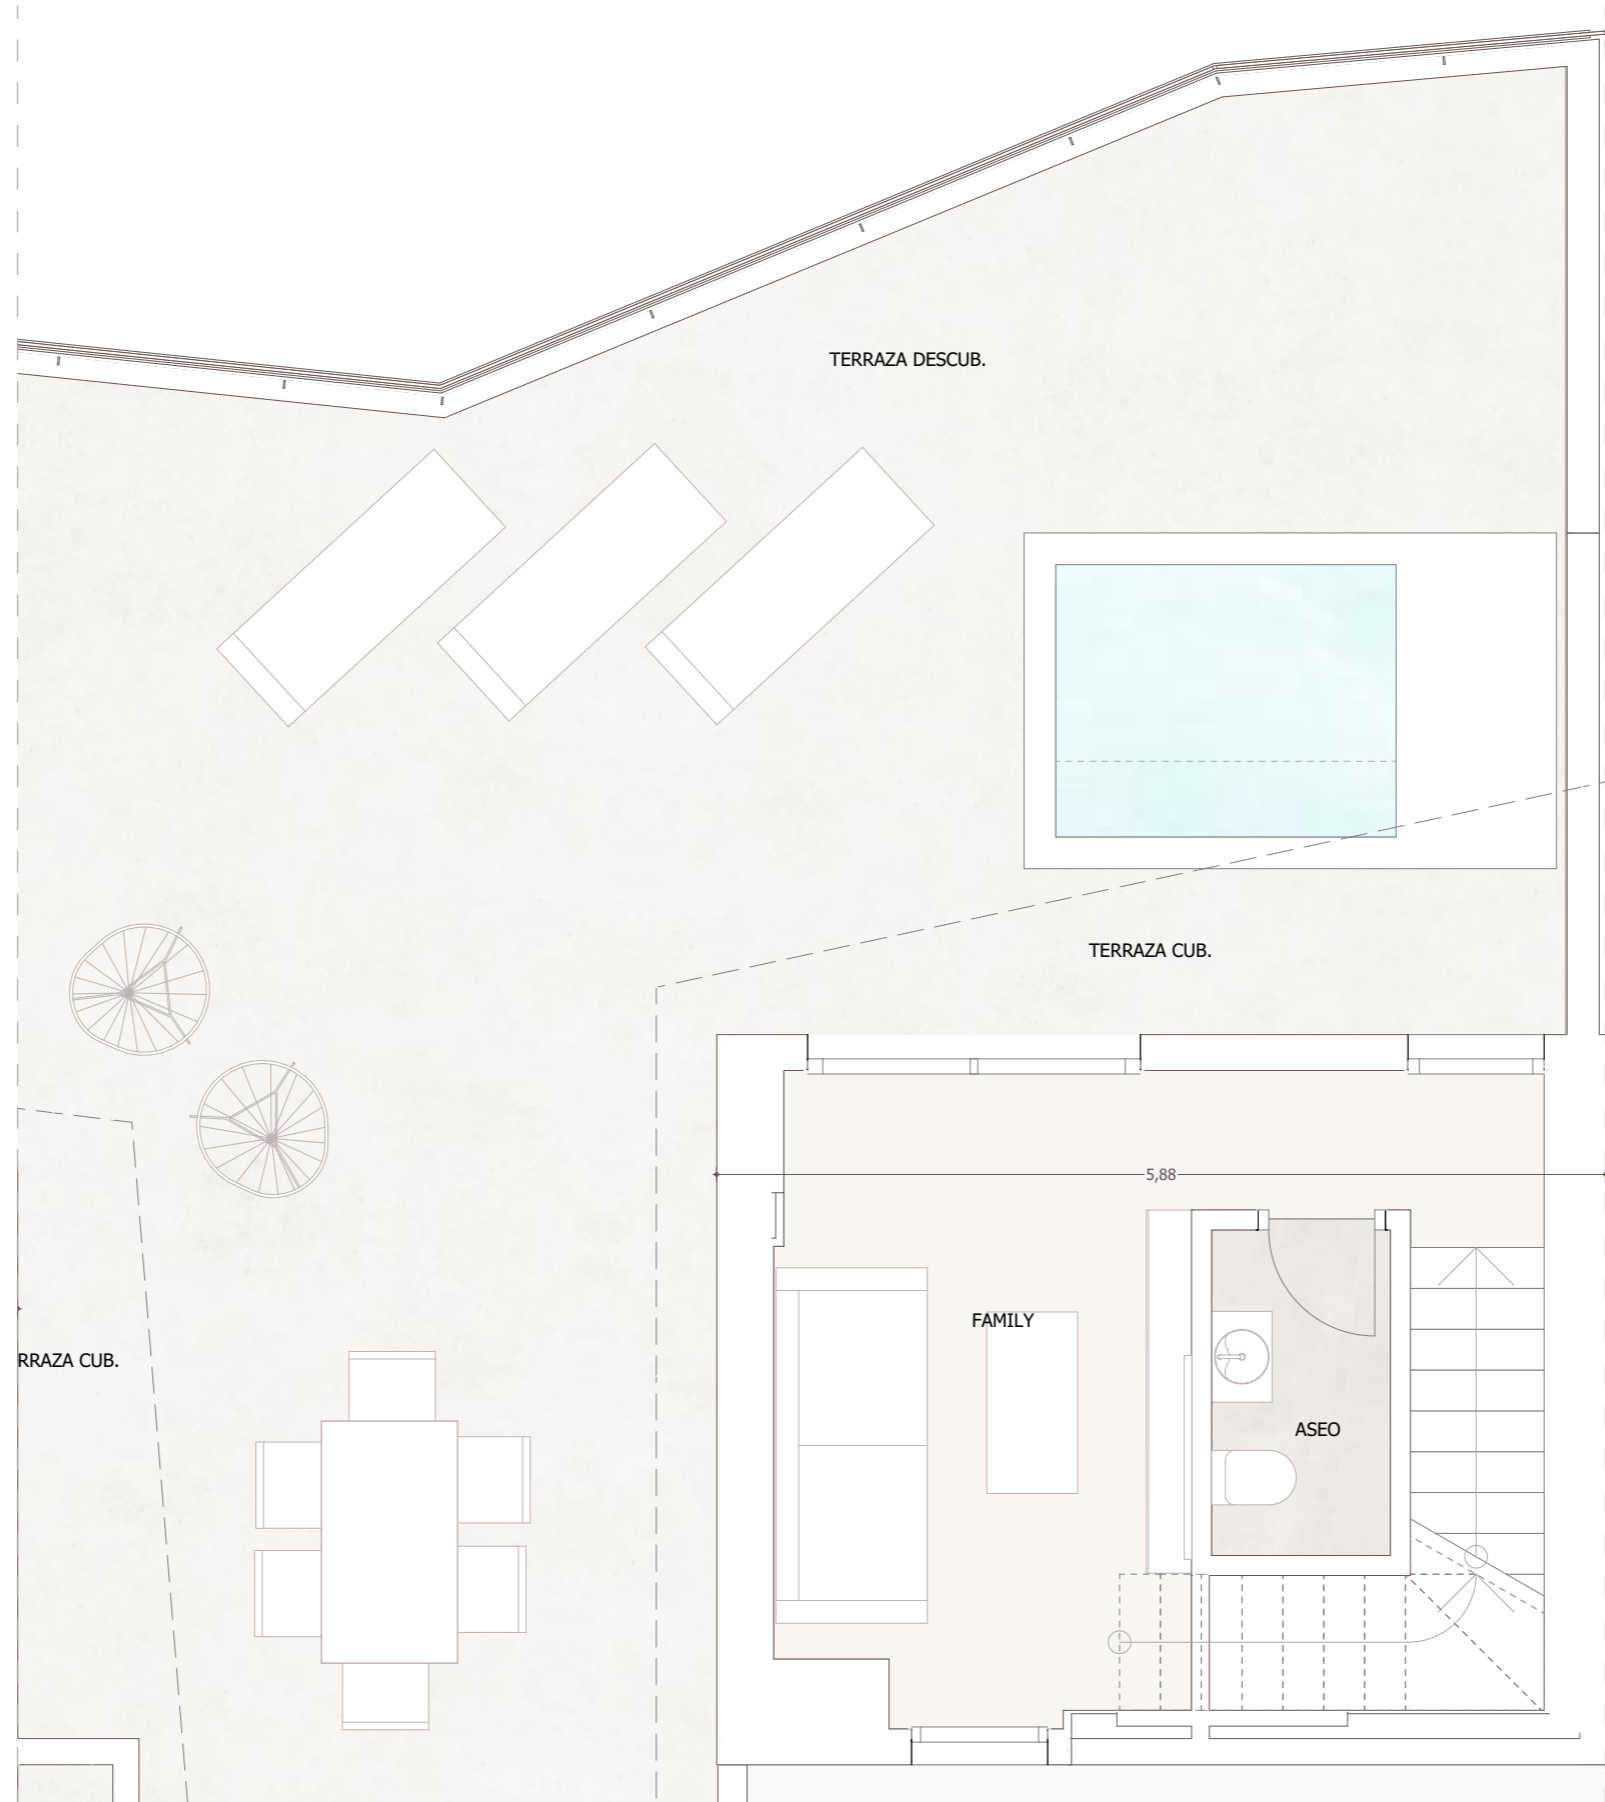 TERRAZA DESCUB.
TERRAZA CUB.
5,88
FAMILY
RRAZA CUB.
ASEO